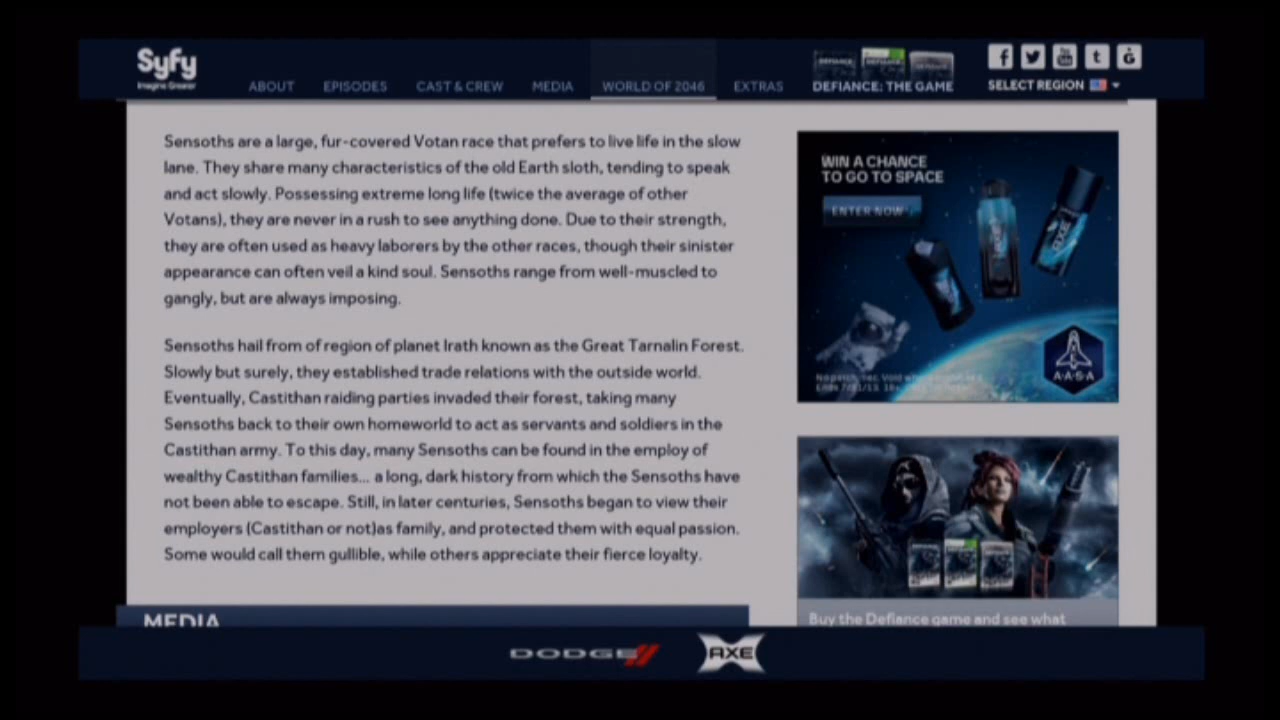 Syfy
Imagine Greater
ABOUT
EPISODES
CAST & CREW
MEDIA
WORLD OF 2046
EXTRAS
DEFIANCE: THE GAME
SELECT REGION
Sensoths are a large, fur-covered Votan race that prefers to live life in the slow
lane. They share many characteristics of the old Earth sloth, tending to speak
and act slowly. Possessing extreme long life (twice the average of other
Votans), they are never in a rush to see anything done. Due to their strength,
they are often used as heavy laborers by the other races, though their sinister
appearance can often veil a kind soul. Sensoths range from well-muscled to
gangly, but are always imposing.
Sensoths hail from of region of planet Irath known as the Great Tarnalin Forest.
Slowly but surely, they established trade relations with the outside world.
Eventually, Castithan raiding parties invaded their forest, taking many
Sensoths back to their own homeworld to act as servants and soldiers in the
Castithan army. To this day, many Sensoths can be found in the employ of
wealthy Castithan families... a long, dark history from which the Sensoths have
not been able to escape. Still, in later centuries, Sensoths began to view their
employers (Castithan or not)as family, and protected them with equal passion.
Some would call them gullible, while others appreciate their fierce loyalty.
MEDIA
WIN A CHANCE
TO GO TO SPACE
ENTER NOW
A·A·S·A
Buy the Defiance game and see what
DODGE
AXE